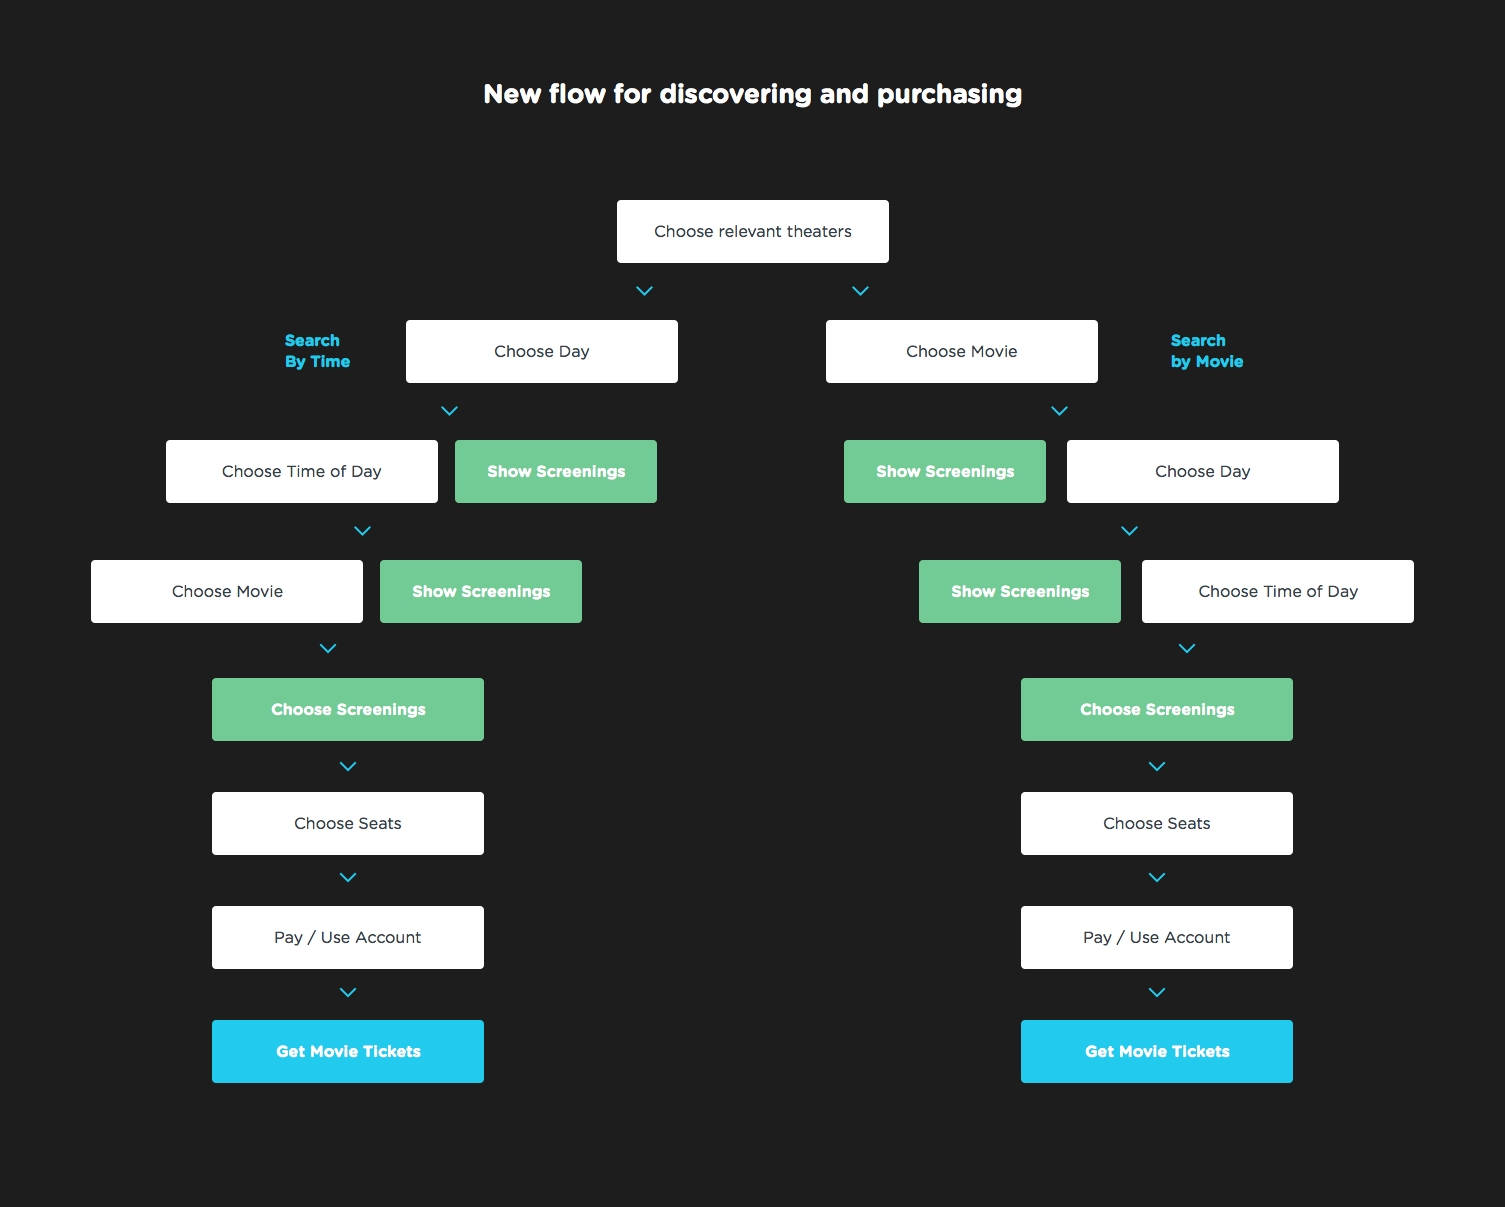 New flow for discovering and purchasing
Choose relevant theaters
Search
By Time
Choose Day
Choose Movie
Search
by Movie
Choose Time of Day
Show Screenings
Show Screenings
Choose Day
Choose Movie
Show Screenings
Show Screenings
Choose Time of Day
Choose Screenings
Choose Screenings
Choose Seats
Choose Seats
Pay / Use Account
Pay / Use Account
Get Movie Tickets
Get Movie Tickets